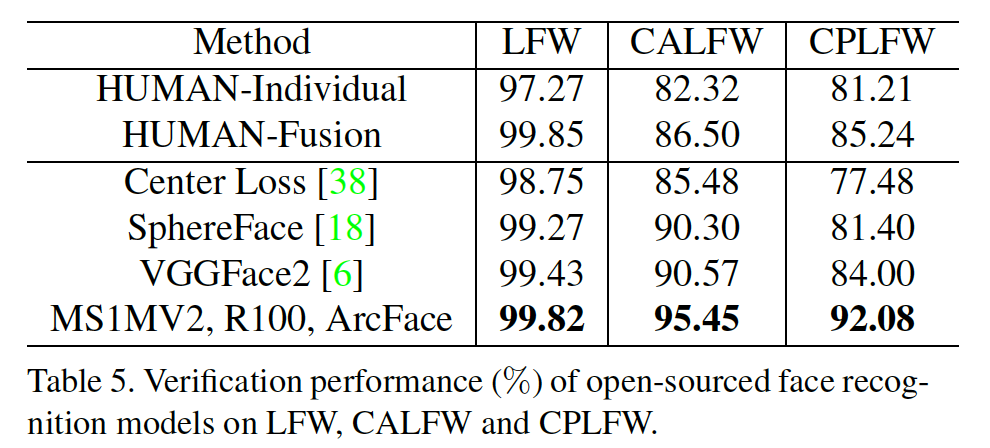 Method LFW CALFW CPLFW
HUMAN-Individual 97.27 82.32 81.21
HUMAN-Fusion 99.85 86.50 85.24
Center Loss [38] 98.75 85.48 77.48
SphereFace [18] 99.27 90.30 81.40
VGGFace2 [6] 99.43 90.57 84.00
MS1MV2, R100, ArcFace 99.82 95.45 92.08
Table 5. Verification performance (%) of open-sourced face recog-
nition models on LFW, CALFW and CPLFW.